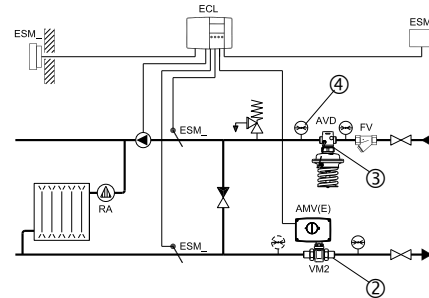 ECL
ESM_
ESM
④
AVD
FV
ESM_
③
RA
AMV(E)
ESM_
VM2
②